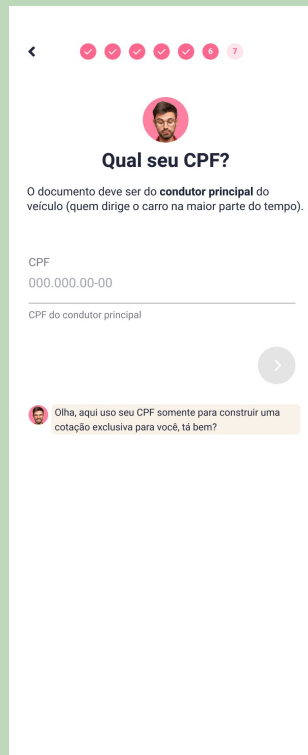 6 7
Qual seu CPF?
O documento deve ser do condutor principal do
veículo (quem dirige o carro na maior parte do tempo).
CPF
000.000.00-00
CPF do condutor principal
Olha, aqui uso seu CPF somente para construir uma
cotação exclusiva para você, tá bem?